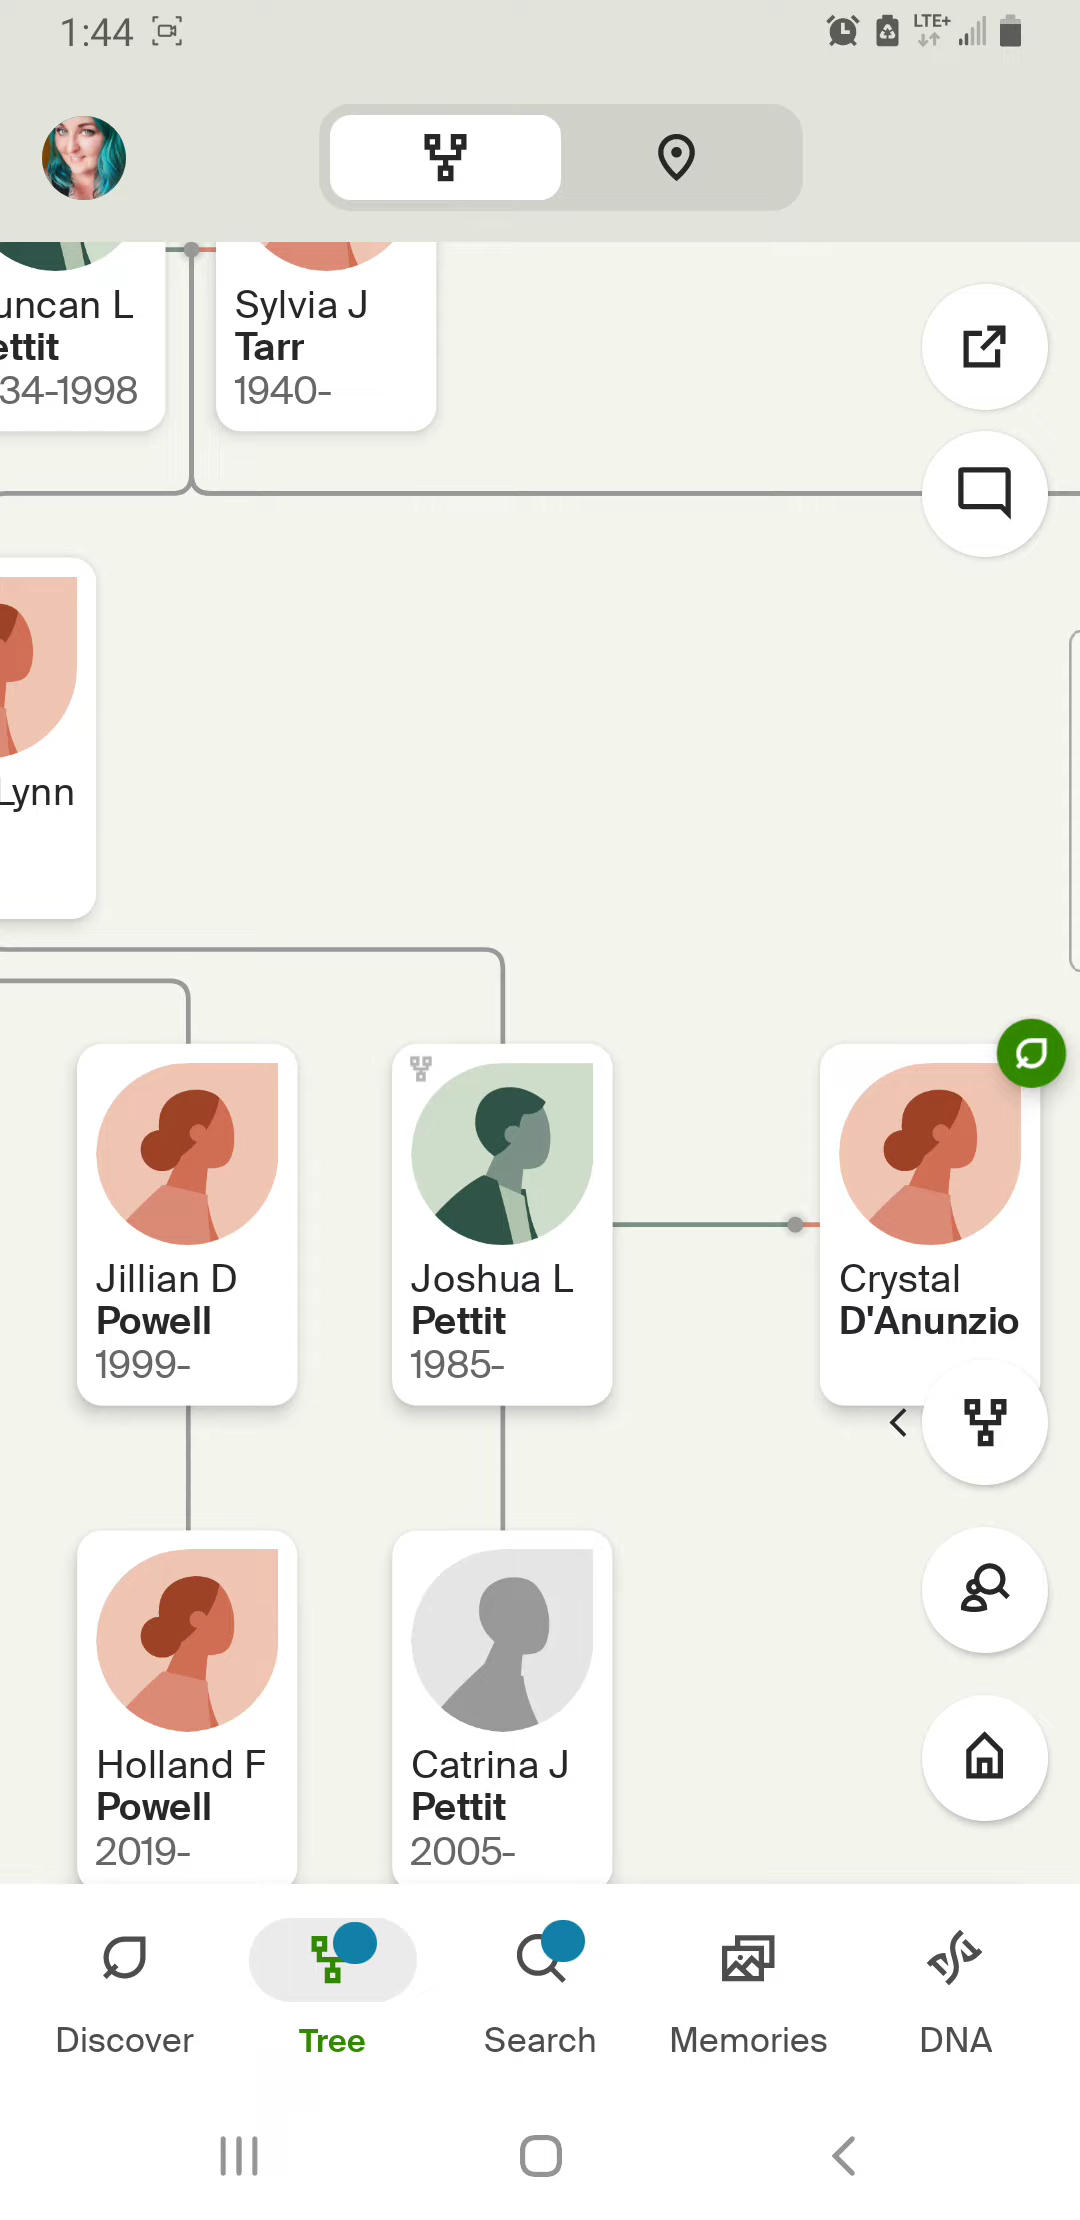 1:44
LTE+
uncan L
ettit
34-1998
Sylvia J
Tarr
1940-
Lynn
Jillian D
Powell
1999-
Joshua L
Pettit
1985-
Crystal
D'Anunzio
Holland F
Powell
2019-
Catrina J
Pettit
2005-
Discover
Tree
Search
Memories
DNA